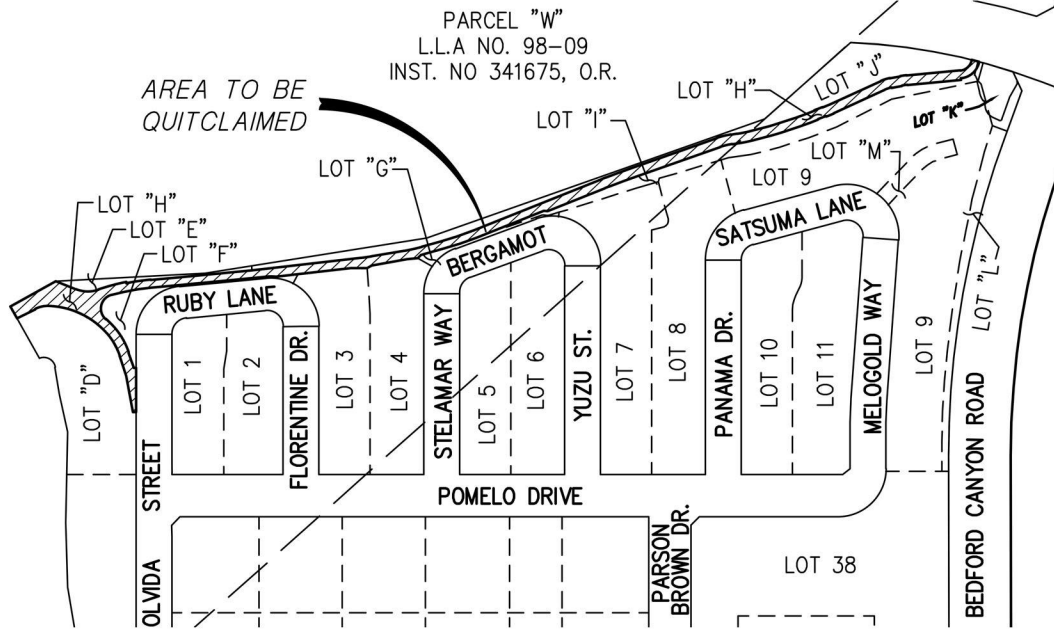 PARCEL "W"
L.L.A NO. 98-09
INST. NO 341675, O.R.
AREA TO BE
QUITCLAIMED
LOT "J"
LOT "H"
LOT "I"
LOT "K"
LOT "M"
LOT "G"
LOT 9
LOT "H"
LOT "E"
LOT "F"
SATSUMA LANE
BERGAMOT
RUBY LANE
LOT "D"
LOT 1
LOT 2
FLORENTINE DR.
LOT 3
LOT 4
STELAMAR WAY
LOT 5
LOT 6
YUZU ST.
LOT 7
LOT 8
PANAMA DR.
LOT 10
LOT 11
MELOGOLD WAY
LOT 9
LOT "L"
BEDFORD CANYON ROAD
OLVIDA STREET
POMELO DRIVE
PARSON
BROWN DR.
LOT 38